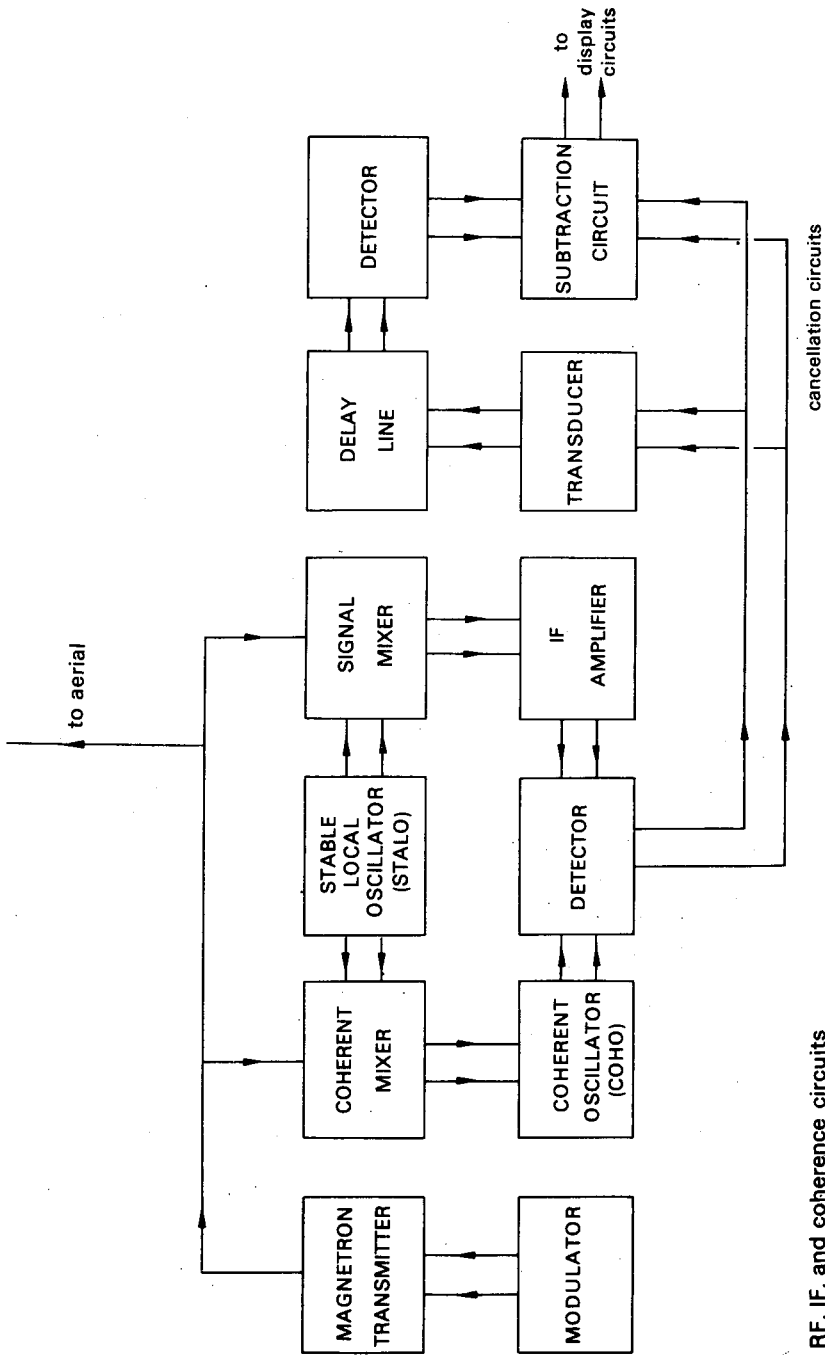 to aerial
MAGNETRON
TRANSMITTER
COHERENT
MIXER
STABLE
LOCAL
OSCILLATOR
(STALO)
SIGNAL
MIXER
DELAY
LINE
DETECTOR
MODULATOR
COHERENT
OSCILLATOR
(COHO)
DETECTOR
IF
AMPLIFIER
TRANSDUCER
SUBTRACTION
CIRCUIT
to
display
circuits
RF, IF, and coherence circuits
cancellation circuits